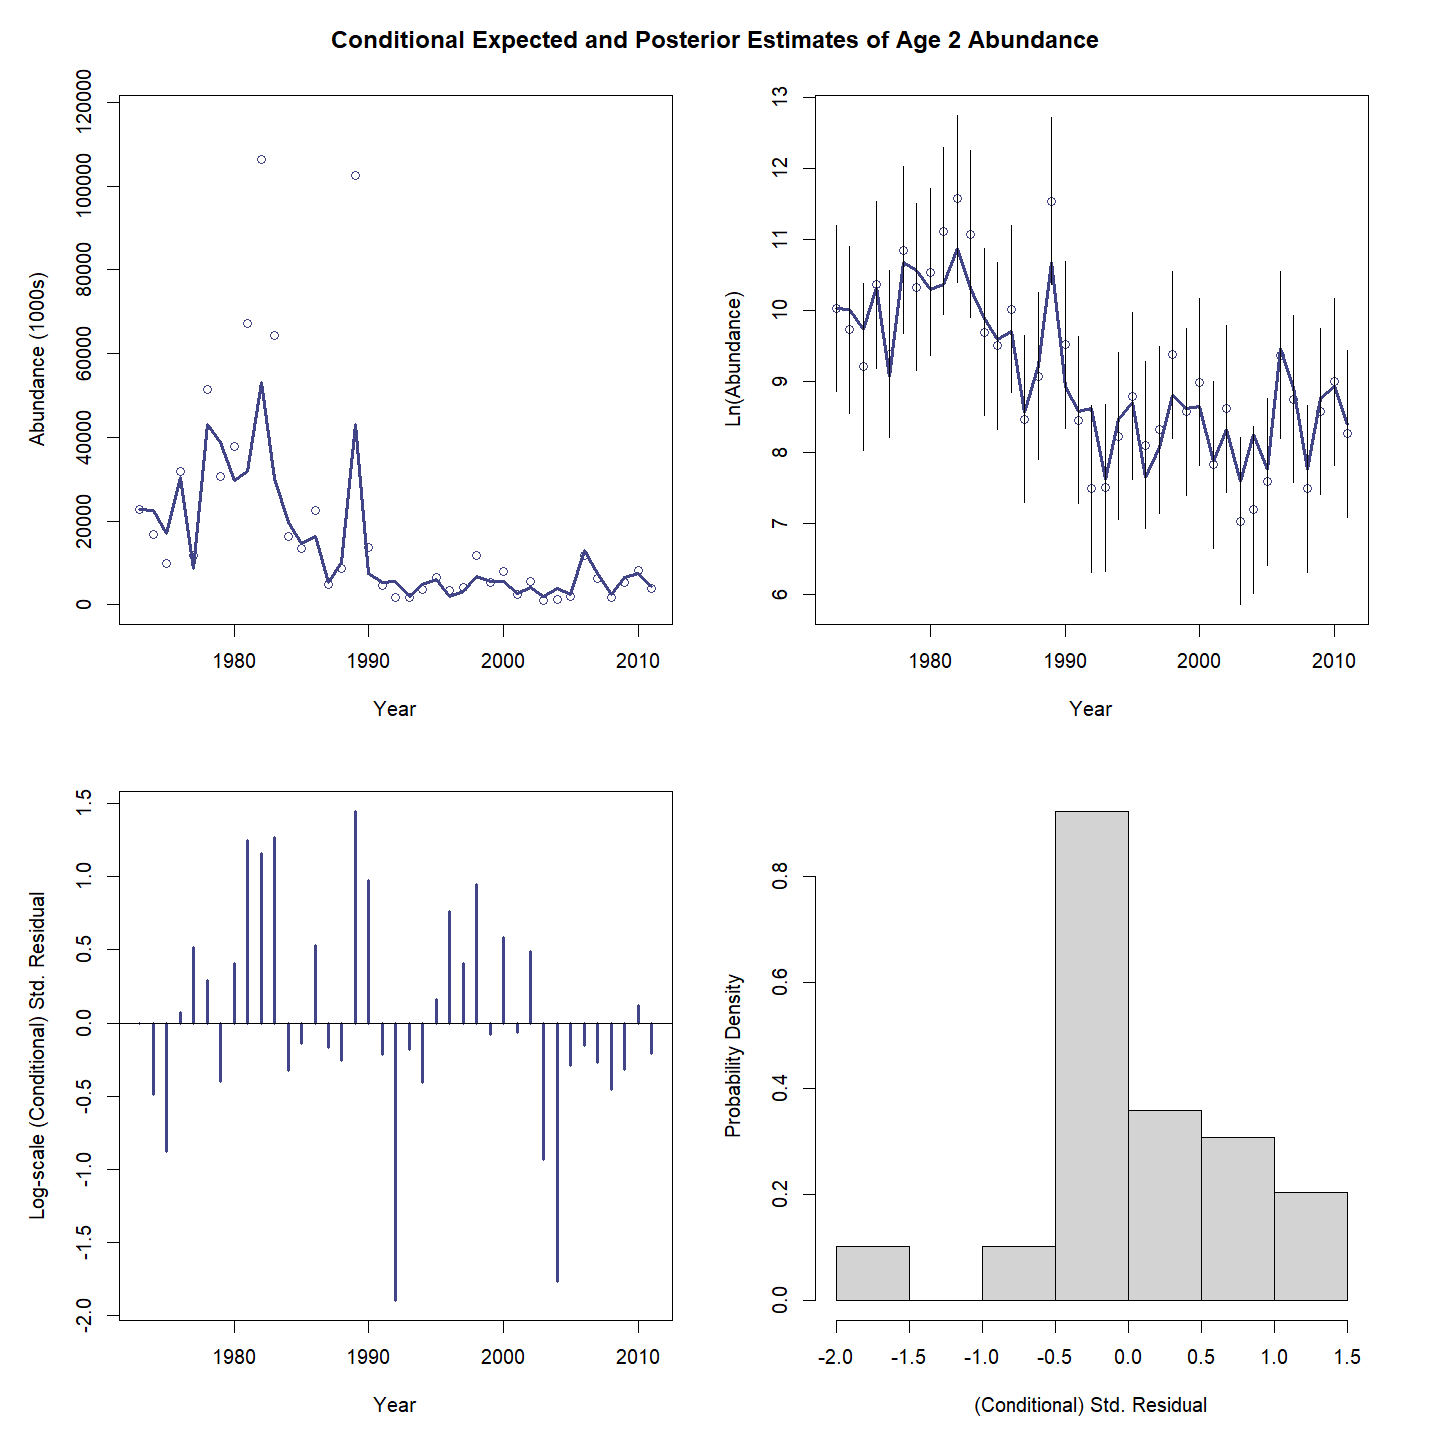 Conditional Expected and Posterior Estimates of Age 2 Abundance
Abundance (1000s)
0 20000 40000 60000 80000 100000 120000
1980 1990 2000 2010
Year
Ln(Abundance)
6 7 8 9 10 11 12 13
1980 1990 2000 2010
Year
Log-scale (Conditional) Std. Residual
-2.0 -1.5 -1.0 -0.5 0.0 0.5 1.0 1.5
1980 1990 2000 2010
Year
Probability Density
0.0 0.2 0.4 0.6 0.8
-2.0 -1.5 -1.0 -0.5 0.0 0.5 1.0 1.5
(Conditional) Std. Residual